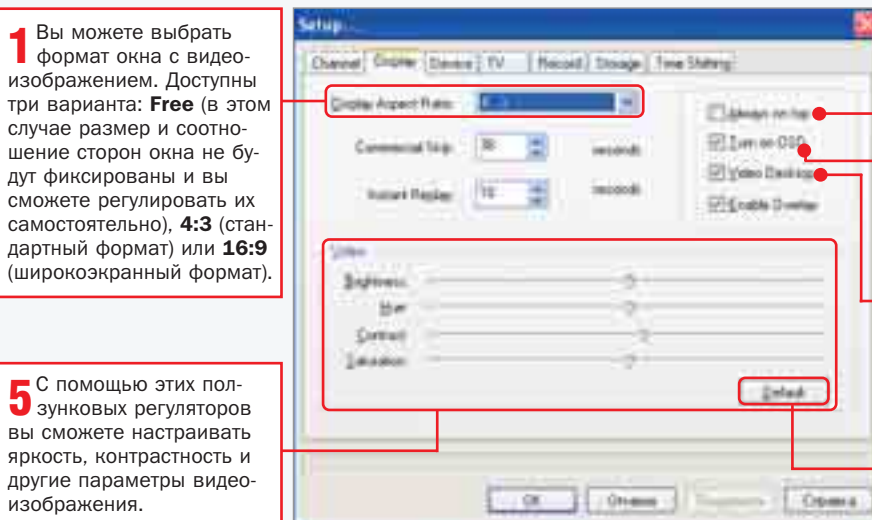 1 Вы можете выбрать
формат окна с видео-
изображением. Доступны
три варианта: Free (в этом
случае размер и соотно-
шение сторон окна не бу-
дут фиксированы и вы
сможете регулировать их
самостоятельно), 4:3 (стан-
дартный формат) или 16:9
(широкоэкранный формат).
5 С помощью этих пол-
зунковых регуляторов
вы сможете настраивать
яркость, контрастность и
другие параметры видео-
изображения.
Setup...
Channel Display Device TV Record Storage Time Shifting
Display Aspect Ratio:
Always on top
Commercial Skip: 30 seconds
Turn on OSD
Video Desktop
Instant Replay: 10 seconds
Enable Overlay
Video
Brightness:
Hue:
Contrast:
Saturation:
Default
OK Отмена Справка